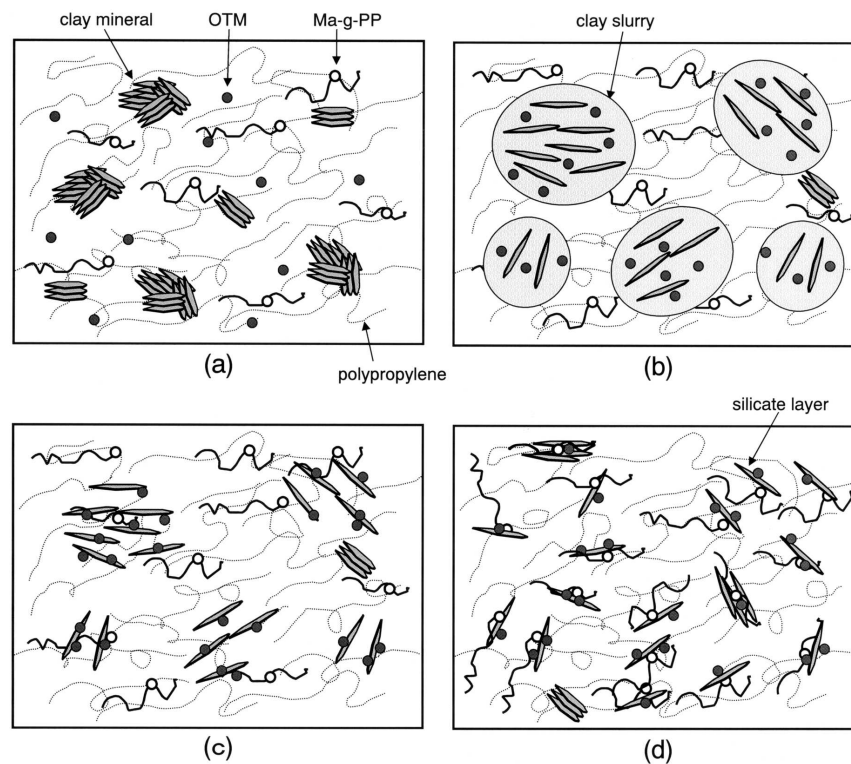 clay mineral
OTM
Ma-g-PP
clay slurry
(a)
polypropylene
(b)
silicate layer
(c)
(d)